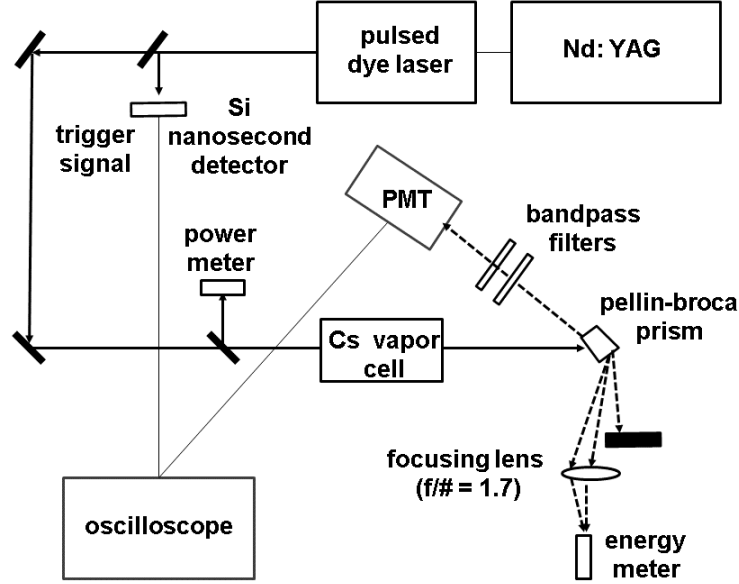 pulsed
dye laser
Nd: YAG
Si
nanosecond
detector
trigger
signal
PMT
bandpass
filters
power
meter
pellin-broca
prism
Cs vapor
cell
focusing lens
(f/# = 1.7)
oscilloscope
energy
meter